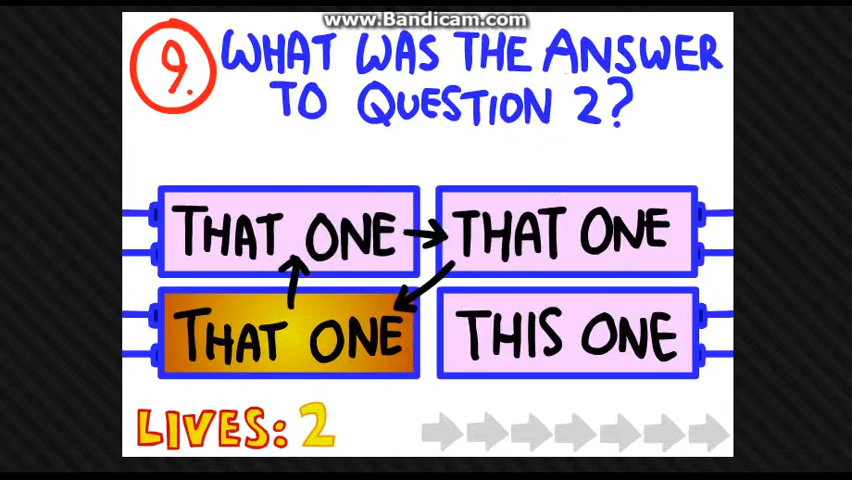 www.Bandicam.com
9. WHAT WAS THE ANSWER
TO QUESTION 2?
THAT ONE
THAT ONE
THAT ONE
THIS ONE
LIVES: 2